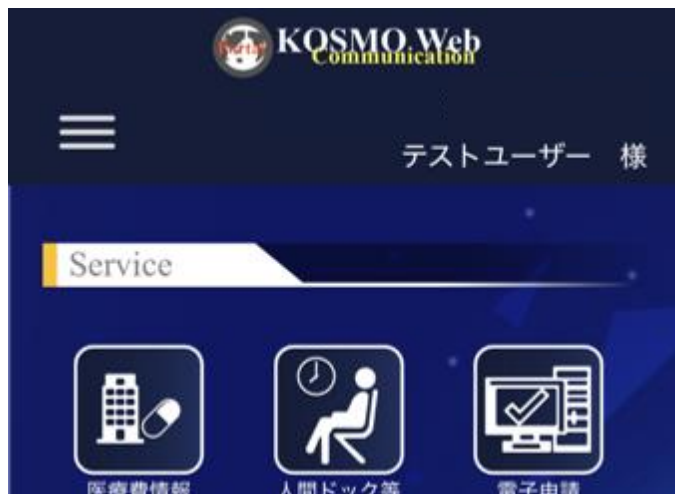 Portal
KOSMO Web
Communication
テストユーザー 様
Service
医療費情報
人間ドック等
電子申請